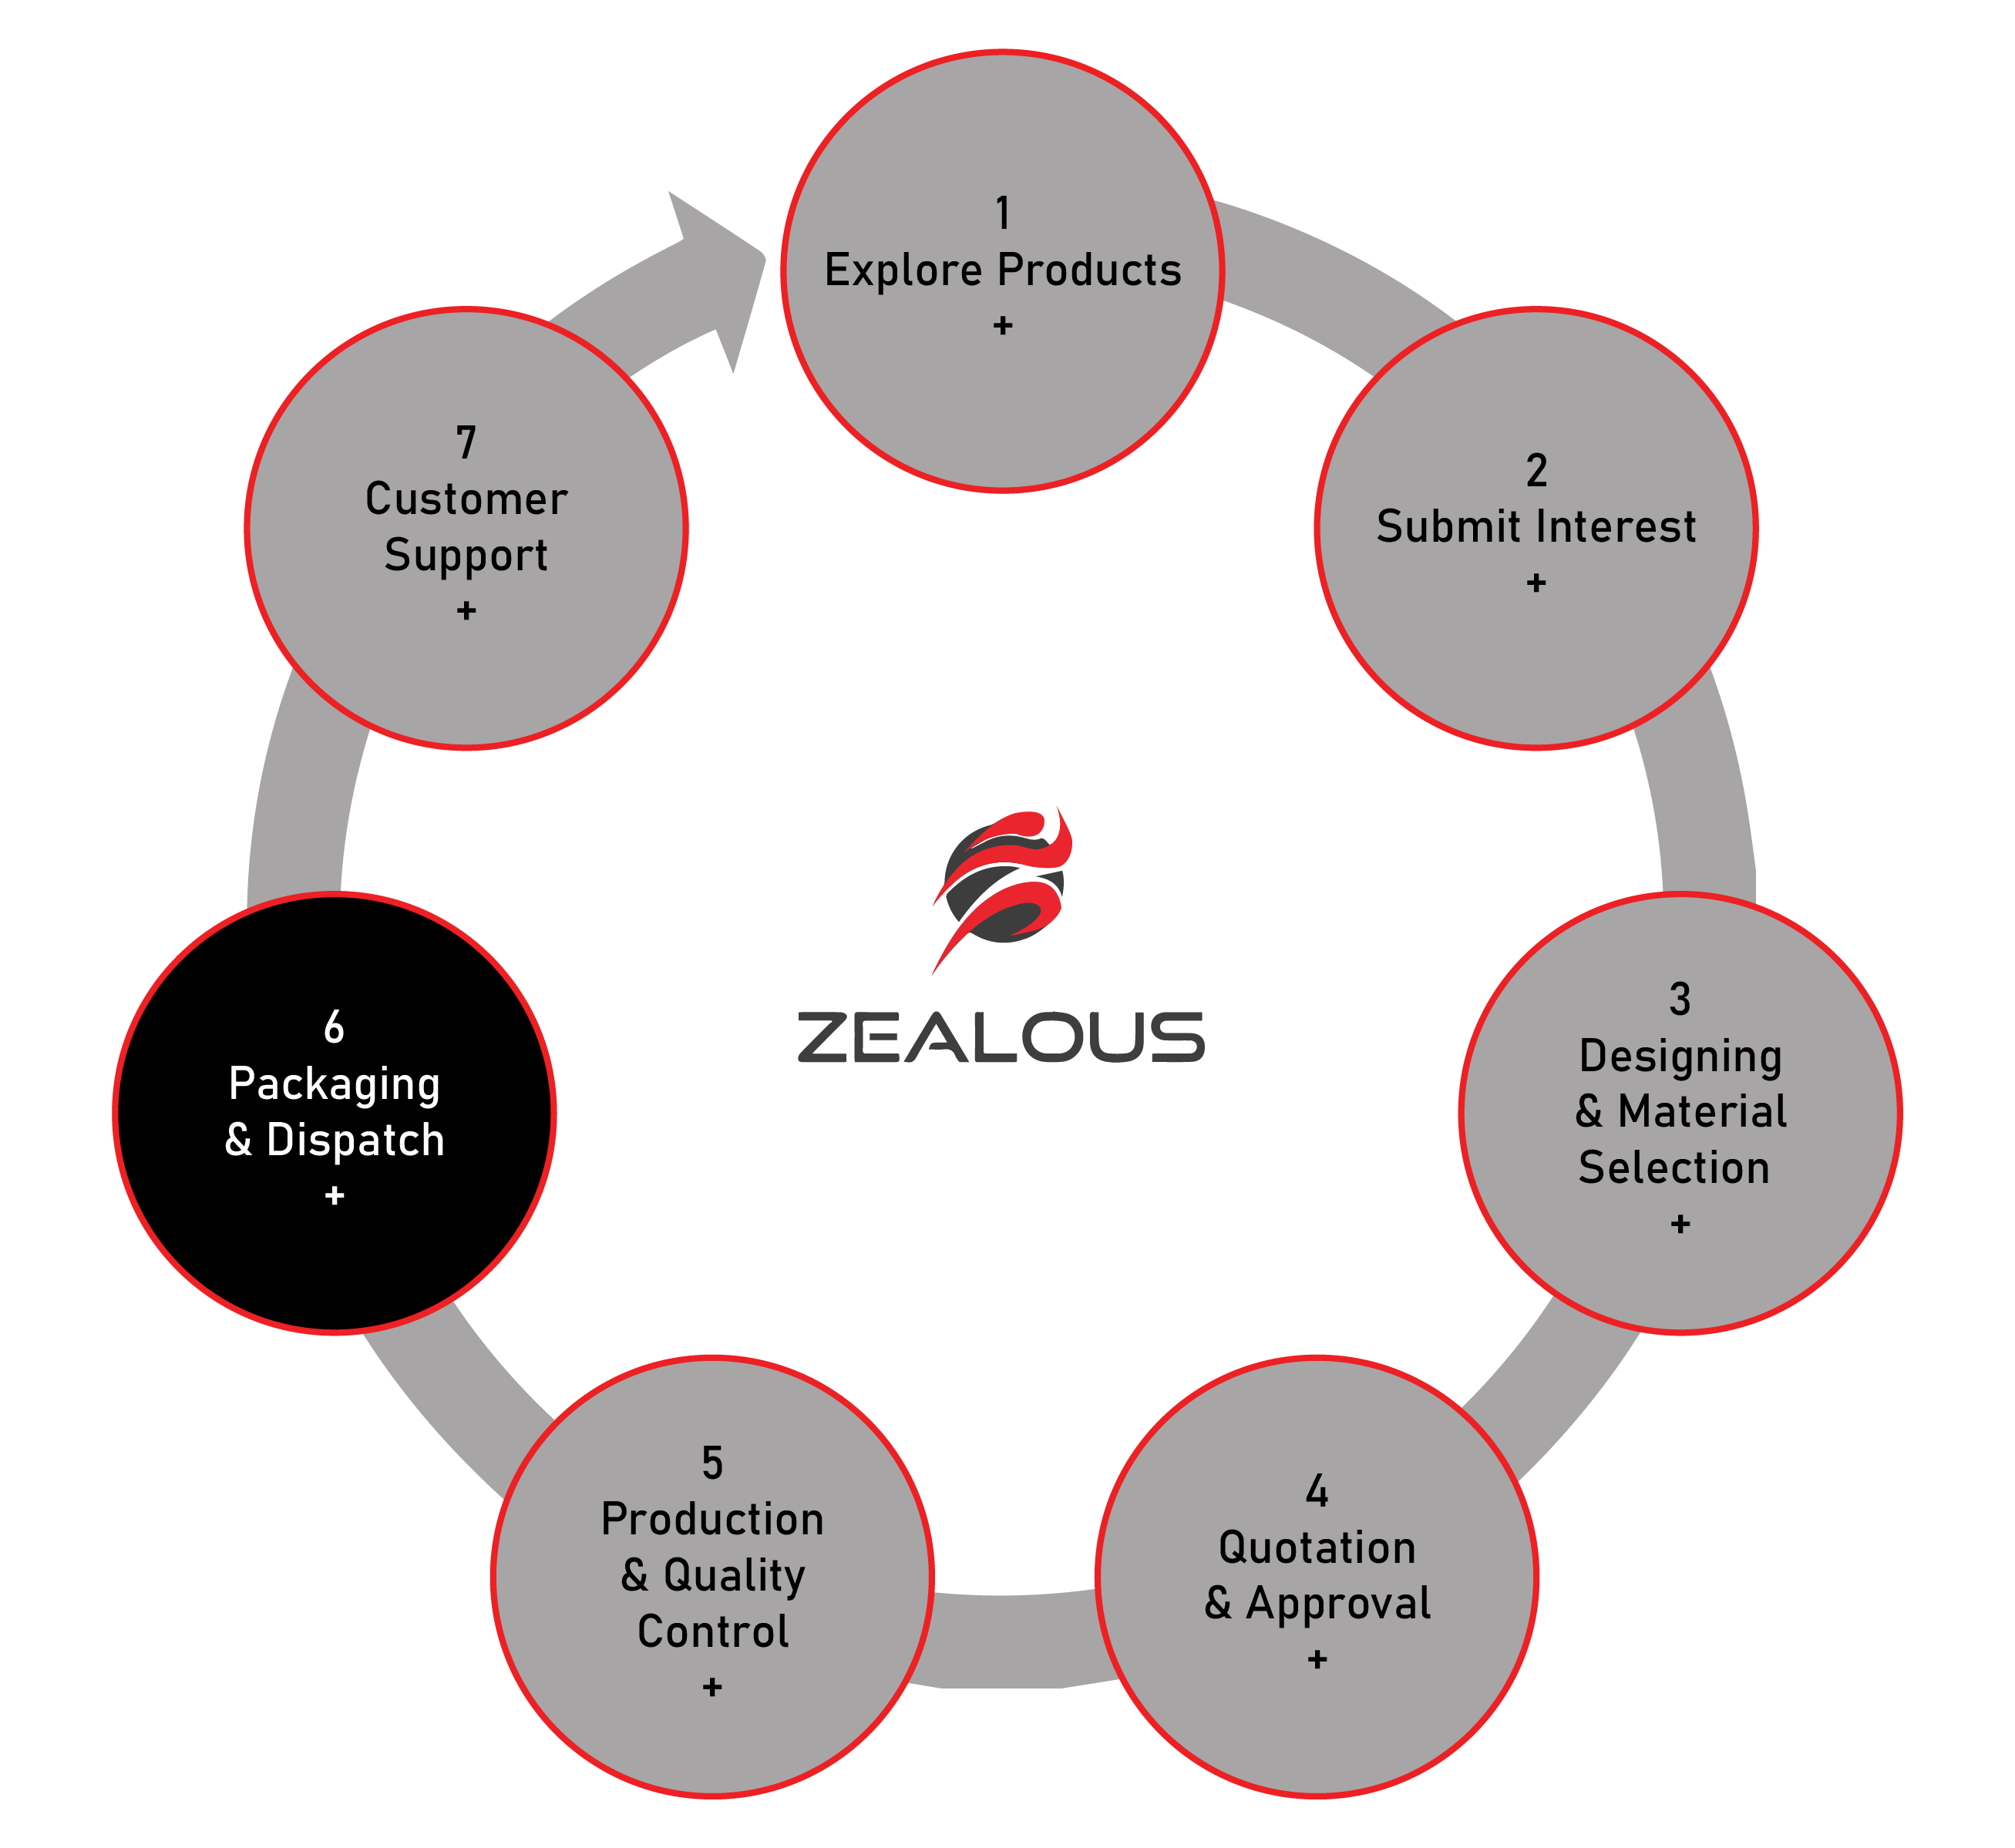 1
Explore Products
+
2
Submit Interest
+
3
Designing
& Material
Selection
+
4
Quotation
& Approval
+
5
Production
& Quality
Control
+
6
Packaging
& Dispatch
+
7
Customer
Support
+
ZEALOUS